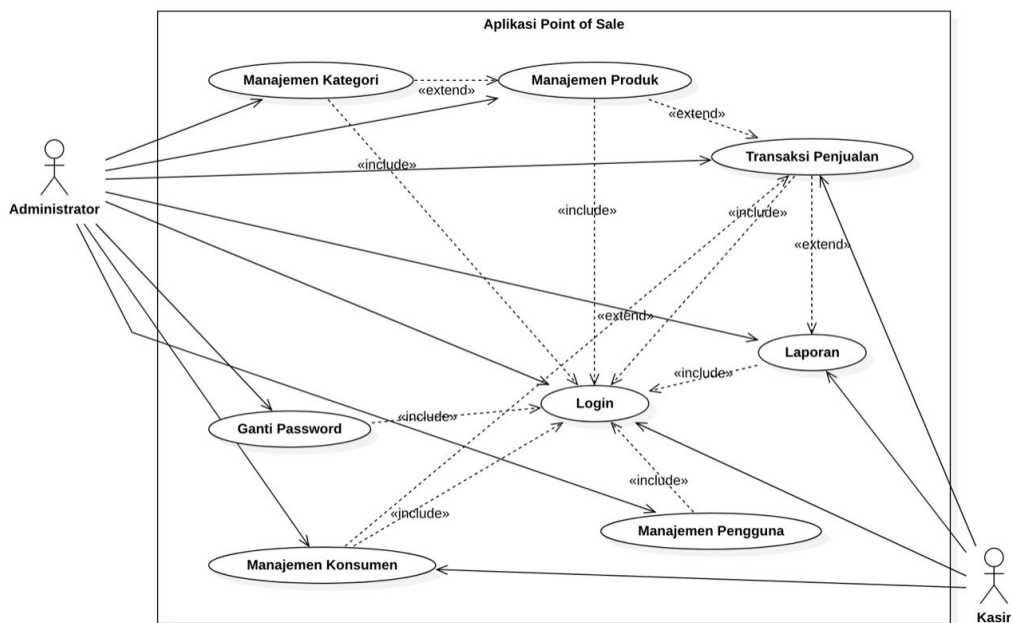 Aplikasi Point of Sale
Manajemen Kategori
«extend»
Manajemen Produk
«extend»
Transaksi Penjualan
«include»
Administrator
«include»
«include»
«extend»
«extend»
Laporan
«include»
Login
«include»
Ganti Password
«include»
«include»
Manajemen Pengguna
Manajemen Konsumen
Kasir